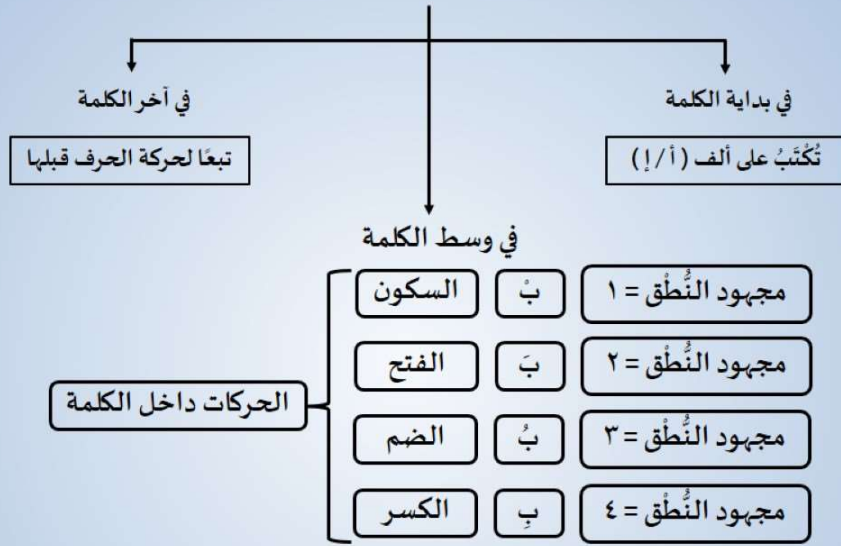 في بداية الكلمة
تُكْتَبُ على ألف (أ / إ)
في آخر الكلمة
تبعًا لحركة الحرف قبلها
في وسط الكلمة
مجهود النُّطْق = ١ بْ السكون
مجهود النُّطْق = ٢ بَ الفتح
مجهود النُّطْق = ٣ بُ الضم
مجهود النُّطْق = ٤ بِ الكسر
الحركات داخل الكلمة